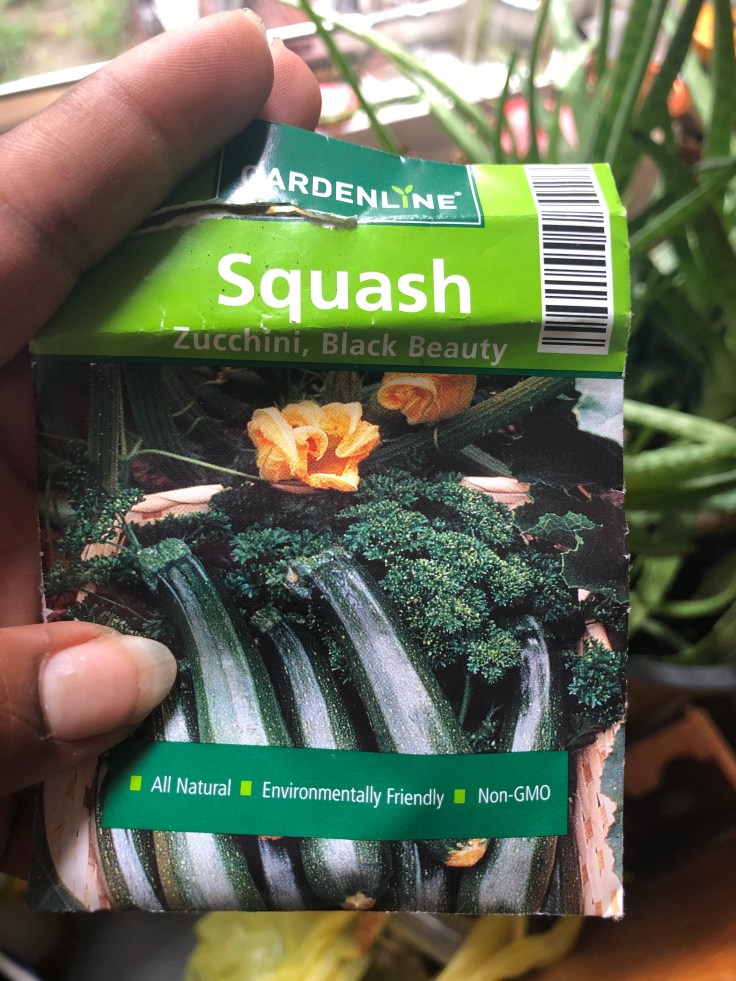 GARDENLINE®
Squash
Zucchini, Black Beauty
All Natural Environmentally Friendly Non-GMO